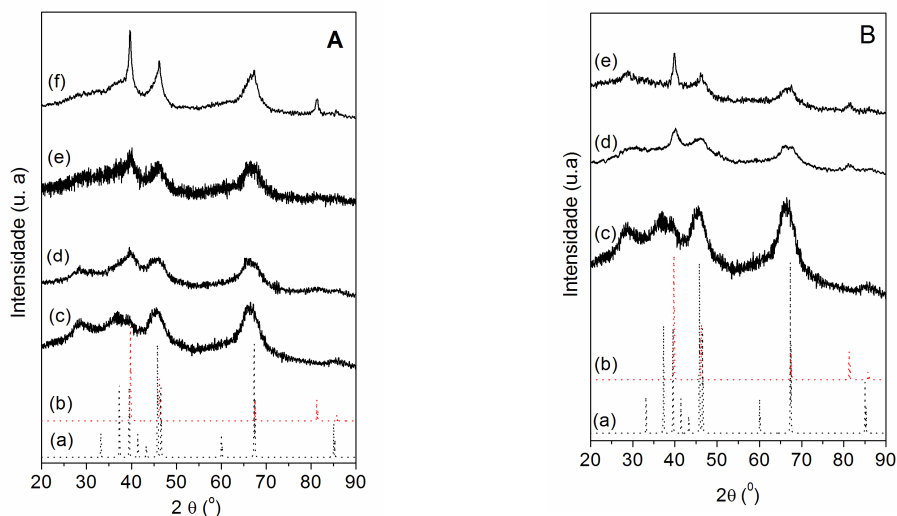 A
(f)
(e)
(d)
(c)
(b)
(a)
Intensidade (u. a)
20 30 40 50 60 70 80 90
2 θ (°)
B
(e)
(d)
(c)
(b)
(a)
Intensidade (u.a)
20 30 40 50 60 70 80 90
2θ (°)